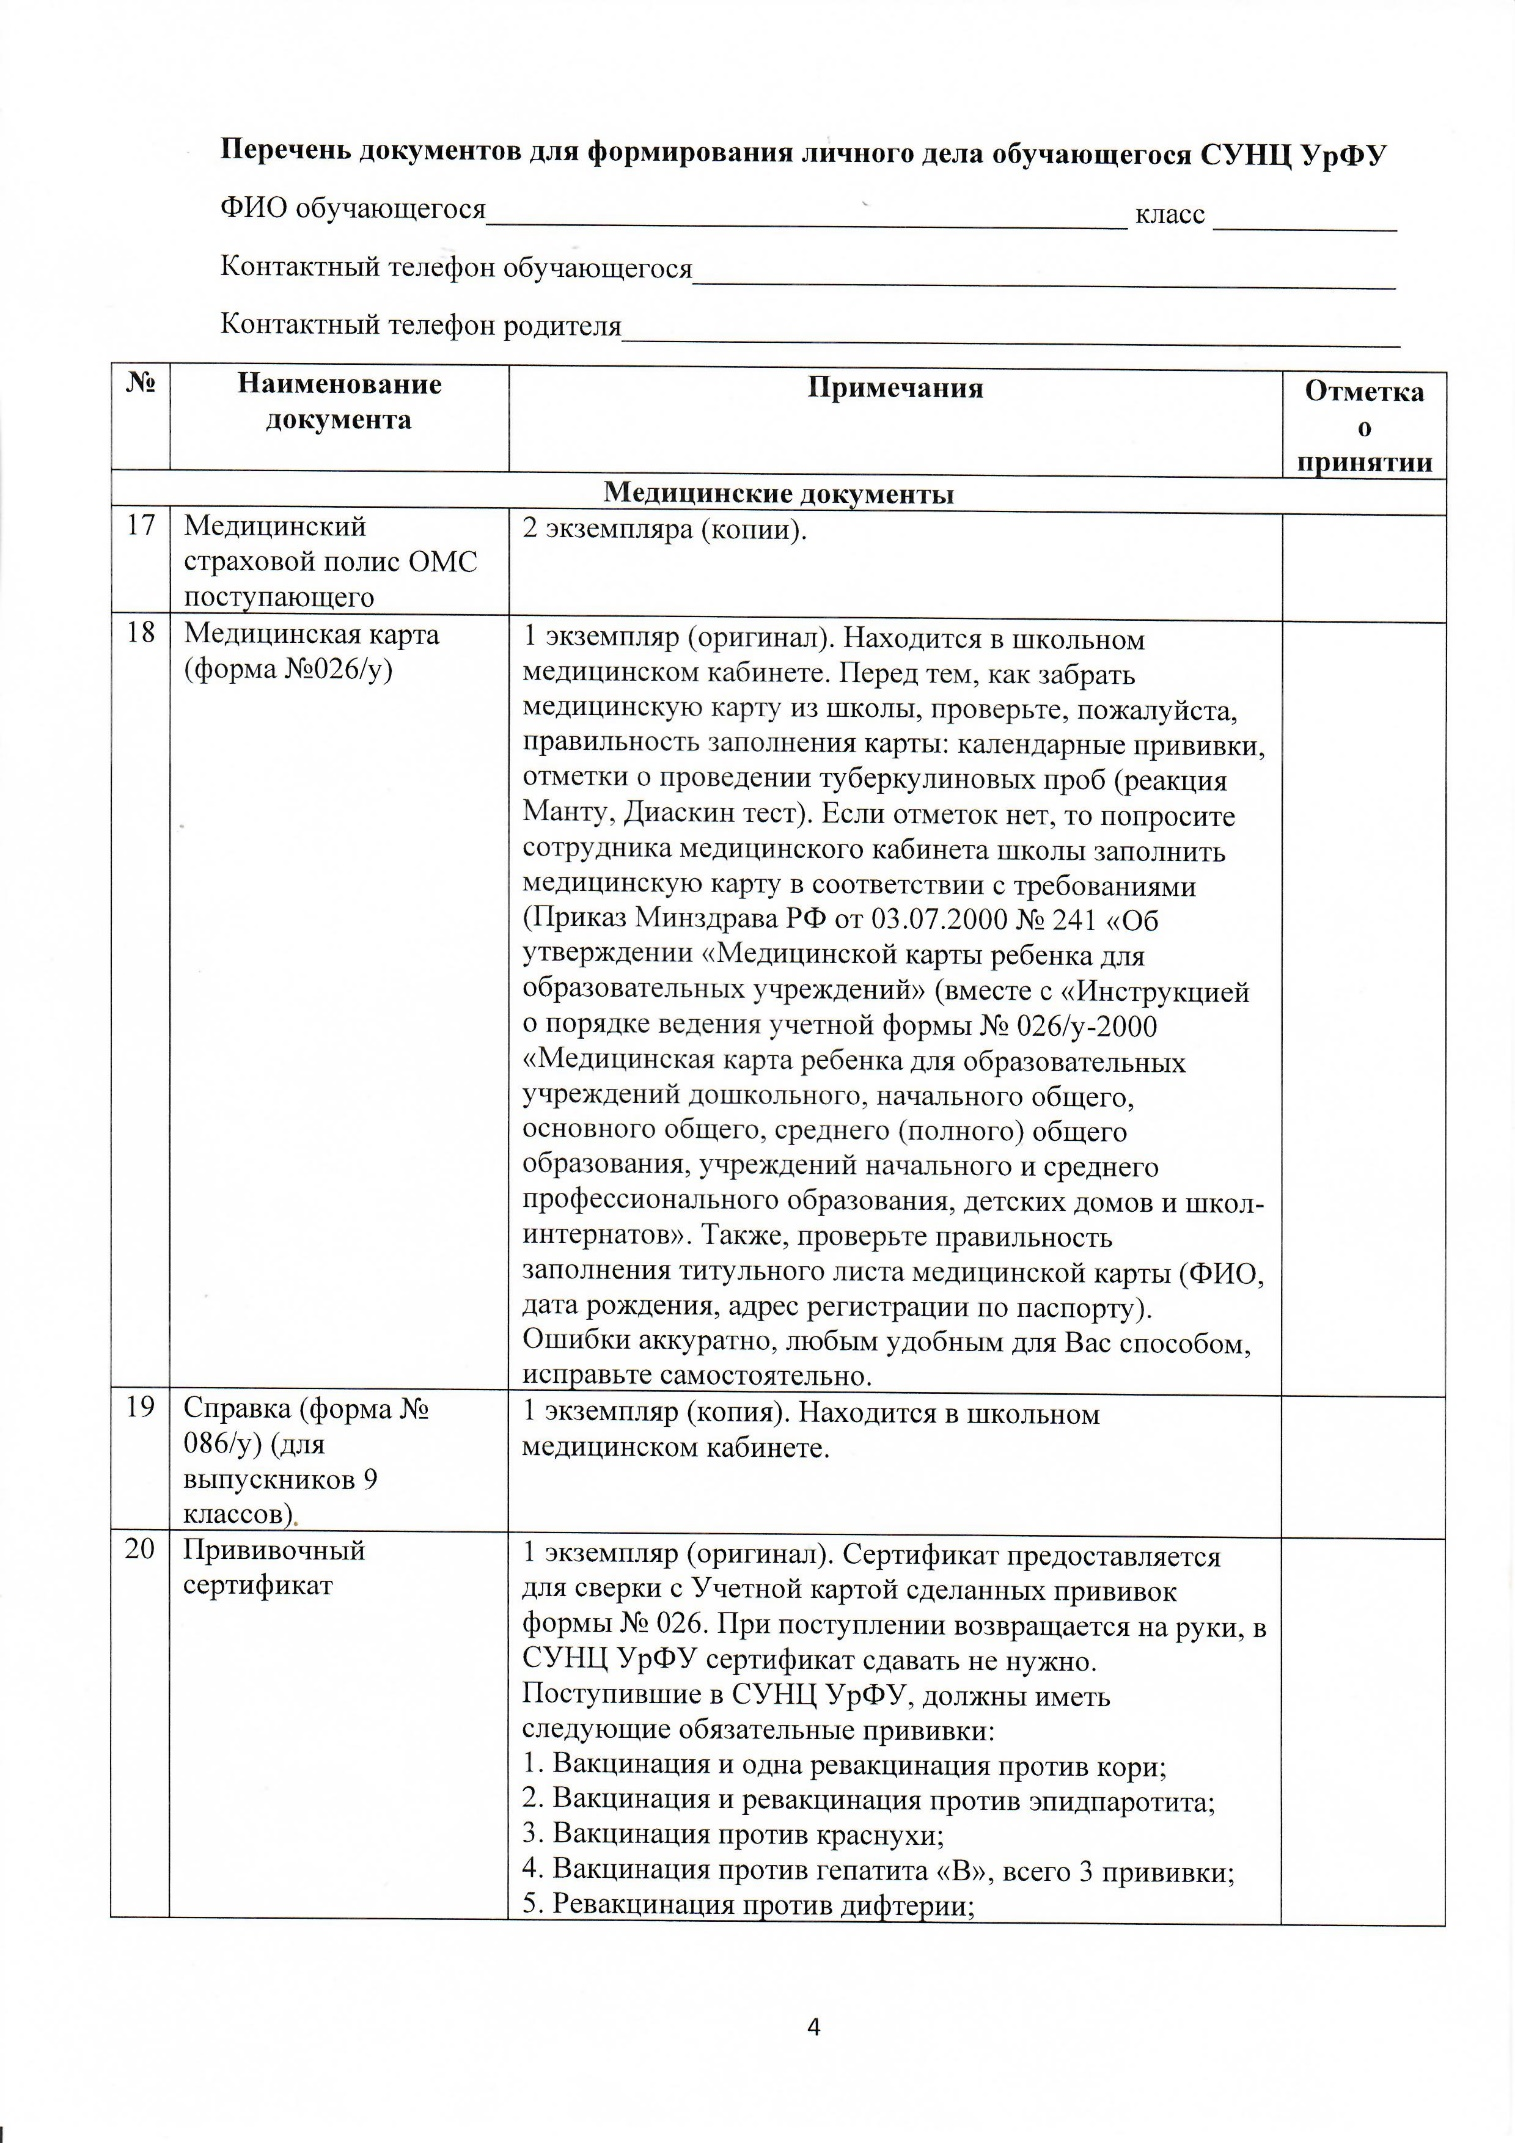 Перечень документов для формирования личного дела обучающегося СУНЦ УрФУ
ФИО обучающегося____________ класс ____________
Контактный телефон обучающегося____________
Контактный телефон родителя____________
№
Наименование
документа
Примечания
Отметка
о
принятии
Медицинские документы
17
Медицинский
страховой полис ОМС
поступающего
2 экземпляра (копии).
18
Медицинская карта
(форма №026/у)
1 экземпляр (оригинал). Находится в школьном
медицинском кабинете. Перед тем, как забрать
медицинскую карту из школы, проверьте, пожалуйста,
правильность заполнения карты: календарные прививки,
отметки о проведении туберкулиновых проб (реакция
Манту, Диаскин тест). Если отметок нет, то попросите
сотрудника медицинского кабинета школы заполнить
медицинскую карту в соответствии с требованиями
(Приказ Минздрава РФ от 03.07.2000 № 241 «Об
утверждении «Медицинской карты ребенка для
образовательных учреждений» (вместе с «Инструкцией
о порядке ведения учетной формы № 026/у-2000
«Медицинская карта ребенка для образовательных
учреждений дошкольного, начального общего,
основного общего, среднего (полного) общего
образования, учреждений начального и среднего
профессионального образования, детских домов и школ-
интернатов». Также, проверьте правильность
заполнения титульного листа медицинской карты (ФИО,
дата рождения, адрес регистрации по паспорту).
Ошибки аккуратно, любым удобным для Вас способом,
исправьте самостоятельно.
19
Справка (форма №
086/у) (для
выпускников 9
классов).
1 экземпляр (копия). Находится в школьном
медицинском кабинете.
20
Прививочный
сертификат
1 экземпляр (оригинал). Сертификат предоставляется
для сверки с Учетной картой сделанных прививок
формы № 026. При поступлении возвращается на руки, в
СУНЦ УрФУ сертификат сдавать не нужно.
Поступившие в СУНЦ УрФУ, должны иметь
следующие обязательные прививки:
1. Вакцинация и одна ревакцинация против кори;
2. Вакцинация и ревакцинация против эпидпаротита;
3. Вакцинация против краснухи;
4. Вакцинация против гепатита «В», всего 3 прививки;
5. Ревакцинация против дифтерии;
4